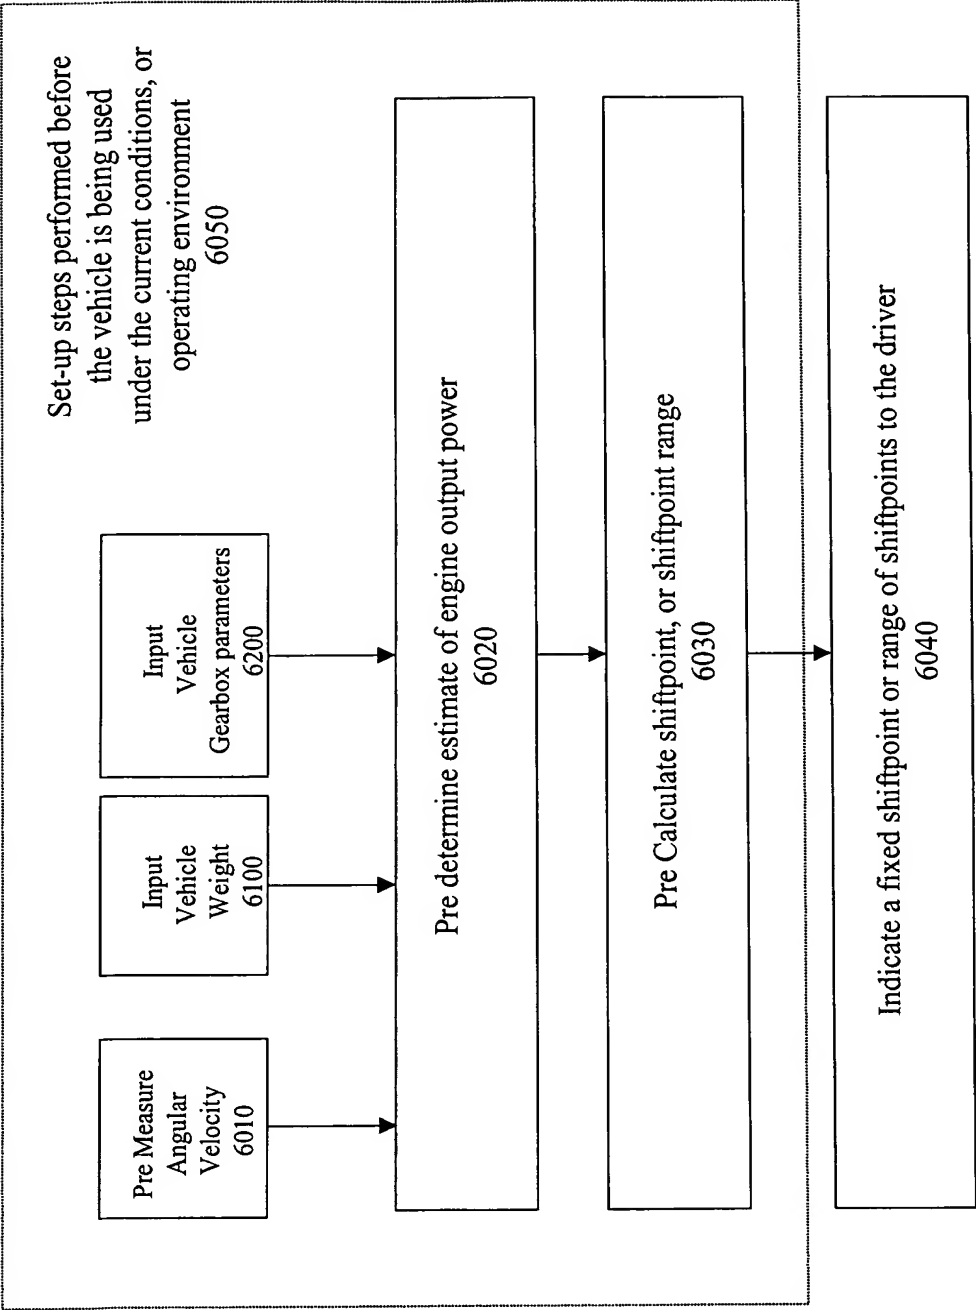 Set-up steps performed before
the vehicle is being used
under the current conditions, or
operating environment
6050
Pre Measure
Angular
Velocity
6010
Input
Vehicle
Weight
6100
Input
Vehicle
Gearbox parameters
6200
Pre determine estimate of engine output power
6020
Pre Calculate shiftpoint, or shiftpoint range
6030
Indicate a fixed shiftpoint or range of shiftpoints to the driver
6040